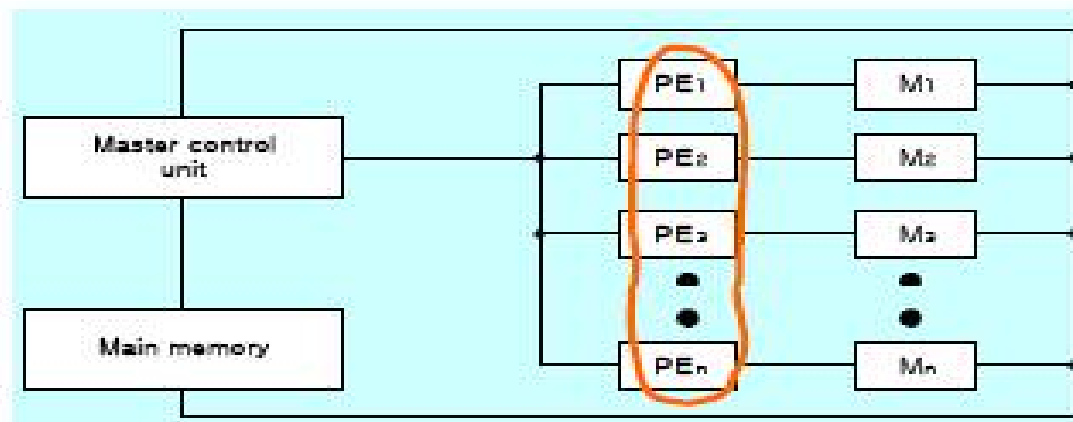 Master control
unit
Main memory
PE1
PE2
PE3
PEn
M1
M2
M3
Mn